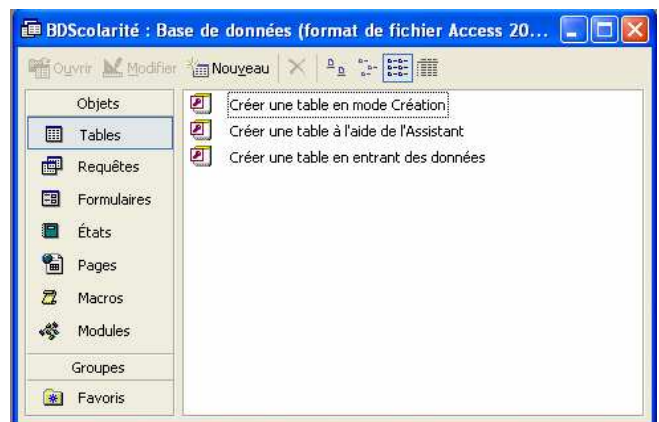 BDScolarité : Base de données (format de fichier Access 20...
Ouvrir Modifier Nouveau
Objets
Tables
Requêtes
Formulaires
États
Pages
Macros
Modules
Groupes
Favoris
Créer une table en mode Création
Créer une table à l'aide de l'Assistant
Créer une table en entrant des données